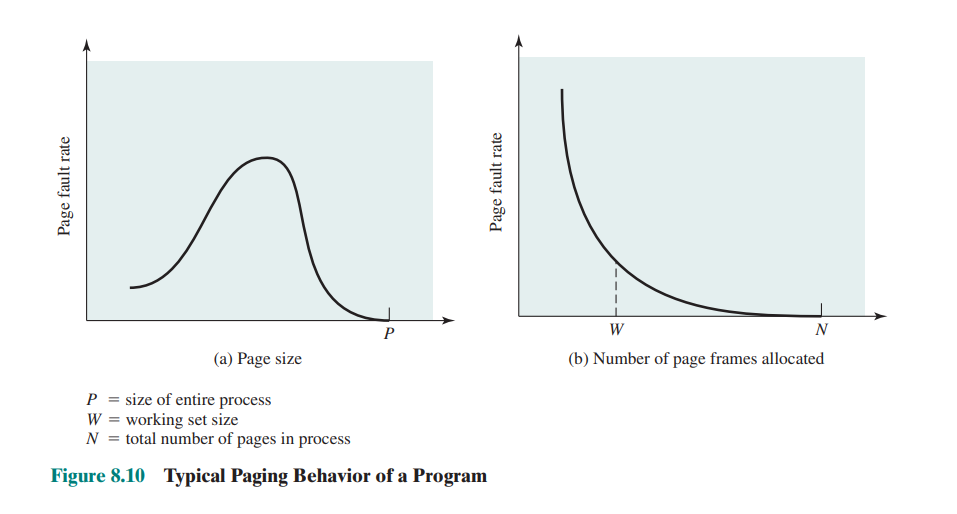 Page fault rate
P
(a) Page size
Page fault rate
W
N
(b) Number of page frames allocated
P = size of entire process
W = working set size
N = total number of pages in process
Figure 8.10 Typical Paging Behavior of a Program